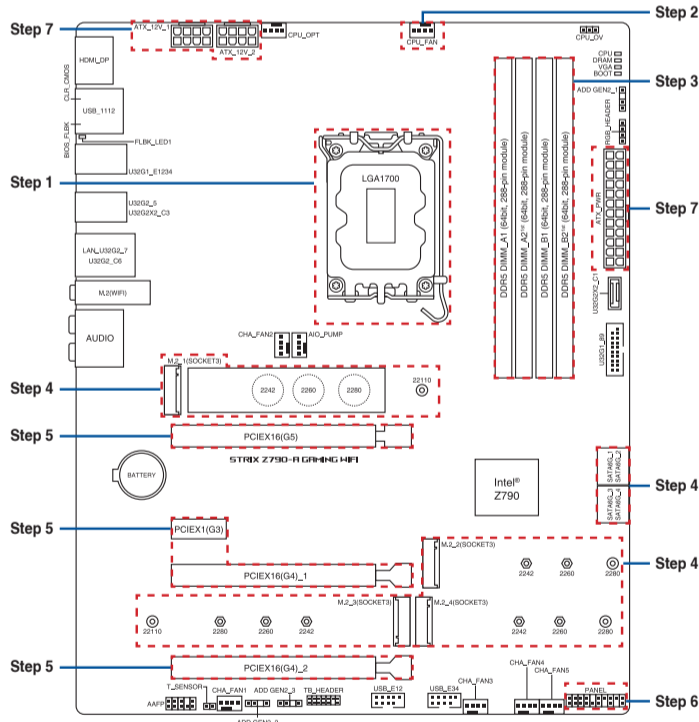 Step 2
Step 7
ATX_12V_1
ATX_12V_2
CPU_OPT
CPU_FAN
CPU_OV
CPU
DRAM
VGA
BOOT
HDMI_DP
CLR_CMOS
USB_1112
BIOS_FLBK
FLBK_LED1
Step 3
ADD GEN2_1
RGB_HEADER
Step 1
U32G1_E1234
LGA1700
DDR5 DIMM_A1 (64bit, 288-pin module)
DDR5 DIMM_A2™ (64bit, 288-pin module)
DDR5 DIMM_B1 (64bit, 288-pin module)
DDR5 DIMM_B2™ (64bit, 288-pin module)
ATX_PWR
Step 7
U32G2_5
U32G2X2_C3
LAN_U32G2_7
U32G2_C6
M.2(WIFI)
U32G2X2_C1
AUDIO
CHA_FAN2
AIO_PUMP
U32G1_89
M.2_1(SOCKET3)
Step 4
2242
2260
2280
22110
Step 5
PCIEX16(G5)
STRIX Z790-A GAMING WIFI
BATTERY
Intel®
Z790
SATA6G_1
SATA6G_2
SATA6G_3
SATA6G_4
Step 4
Step 5
PCIEX1(G3)
M.2_2(SOCKET3)
Step 4
2242
2260
2280
PCIEX16(G4)_1
M.2_3(SOCKET3)
M.2_4(SOCKET3)
22110
2280
2260
2242
2242
2260
2280
Step 5
PCIEX16(G4)_2
T_SENSOR
AAFP
CHA_FAN1
ADD GEN2_3
TB_HEADER
USB_E12
USB_E34
CHA_FAN3
CHA_FAN4
CHA_FAN5
PANEL
Step 6